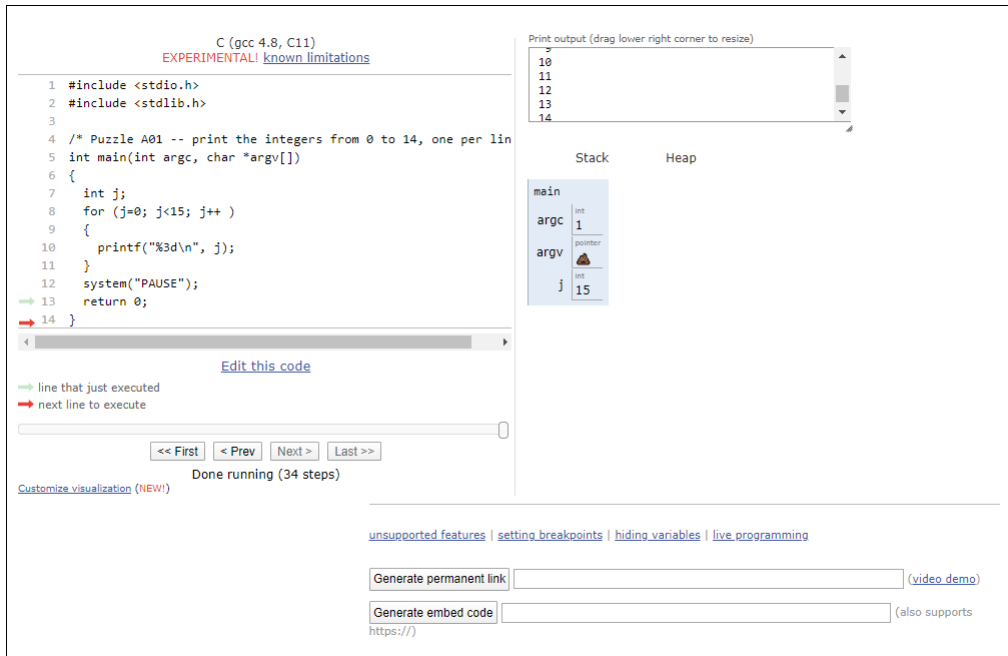 C (gcc 4.8, C11)
EXPERIMENTAL! known limitations
1 #include <stdio.h>
2 #include <stdlib.h>
3
4 /* Puzzle A01 -- print the integers from 0 to 14, one per lin
5 int main(int argc, char *argv[])
6 {
7 int j;
8 for (j=0; j<15; j++ )
9 {
10 printf("%3d\n", j);
11 }
12 system("PAUSE");
13 return 0;
14 }
Edit this code
line that just executed
next line to execute
<< First < Prev Next > Last >>
Done running (34 steps)
Customize visualization (NEW!)
Print output (drag lower right corner to resize)
9
10
11
12
13
14
Stack Heap
main
argc int 1
argv pointer
j int 15
unsupported features | setting breakpoints | hiding variables | live programming
Generate permanent link (video demo)
Generate embed code (also supports
https://)